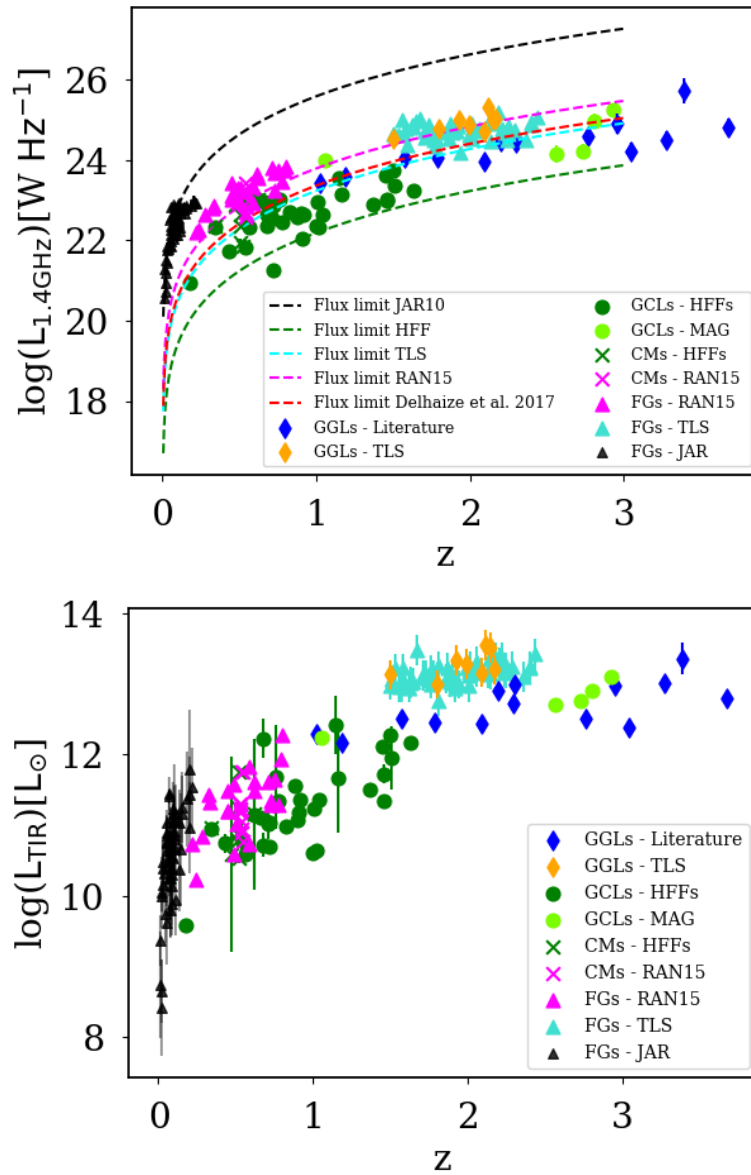 26
24
22
20
18
log(L1.4GHz)[W Hz−1]
Flux limit JAR10
Flux limit HFF
Flux limit TLS
Flux limit RAN15
Flux limit Delhaize et al. 2017
GGLs - Literature
GGLs - TLS
GCLs - HFFs
GCLs - MAG
CMs - HFFs
CMs - RAN15
FGs - RAN15
FGs - TLS
FGs - JAR
0 1 2 3
z
14
12
10
8
log(LTIR)[L⊙]
GGLs - Literature
GGLs - TLS
GCLs - HFFs
GCLs - MAG
CMs - HFFs
CMs - RAN15
FGs - RAN15
FGs - TLS
FGs - JAR
0 1 2 3
z